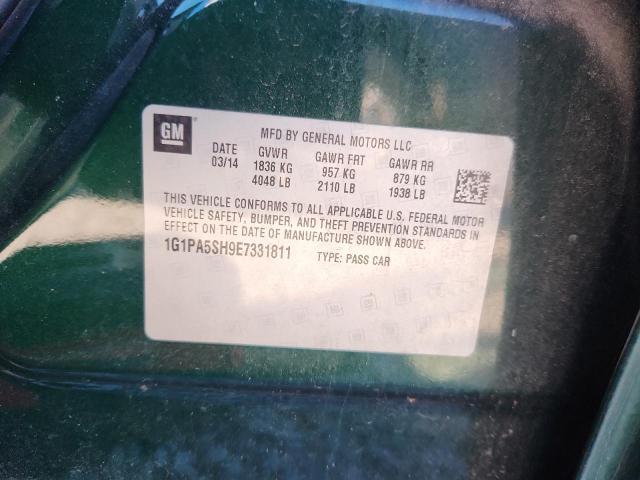 GM
MFD BY GENERAL MOTORS LLC
DATE GVWR GAWR FRT GAWR RR
03/14 1836 KG 957 KG 879 KG
4048 LB 2110 LB 1938 LB
THIS VEHICLE CONFORMS TO ALL APPLICABLE U.S. FEDERAL MOTOR
VEHICLE SAFETY, BUMPER, AND THEFT PREVENTION STANDARDS IN
EFFECT ON THE DATE OF MANUFACTURE SHOWN ABOVE.
1G1PA5SH9E7331811 TYPE: PASS CAR